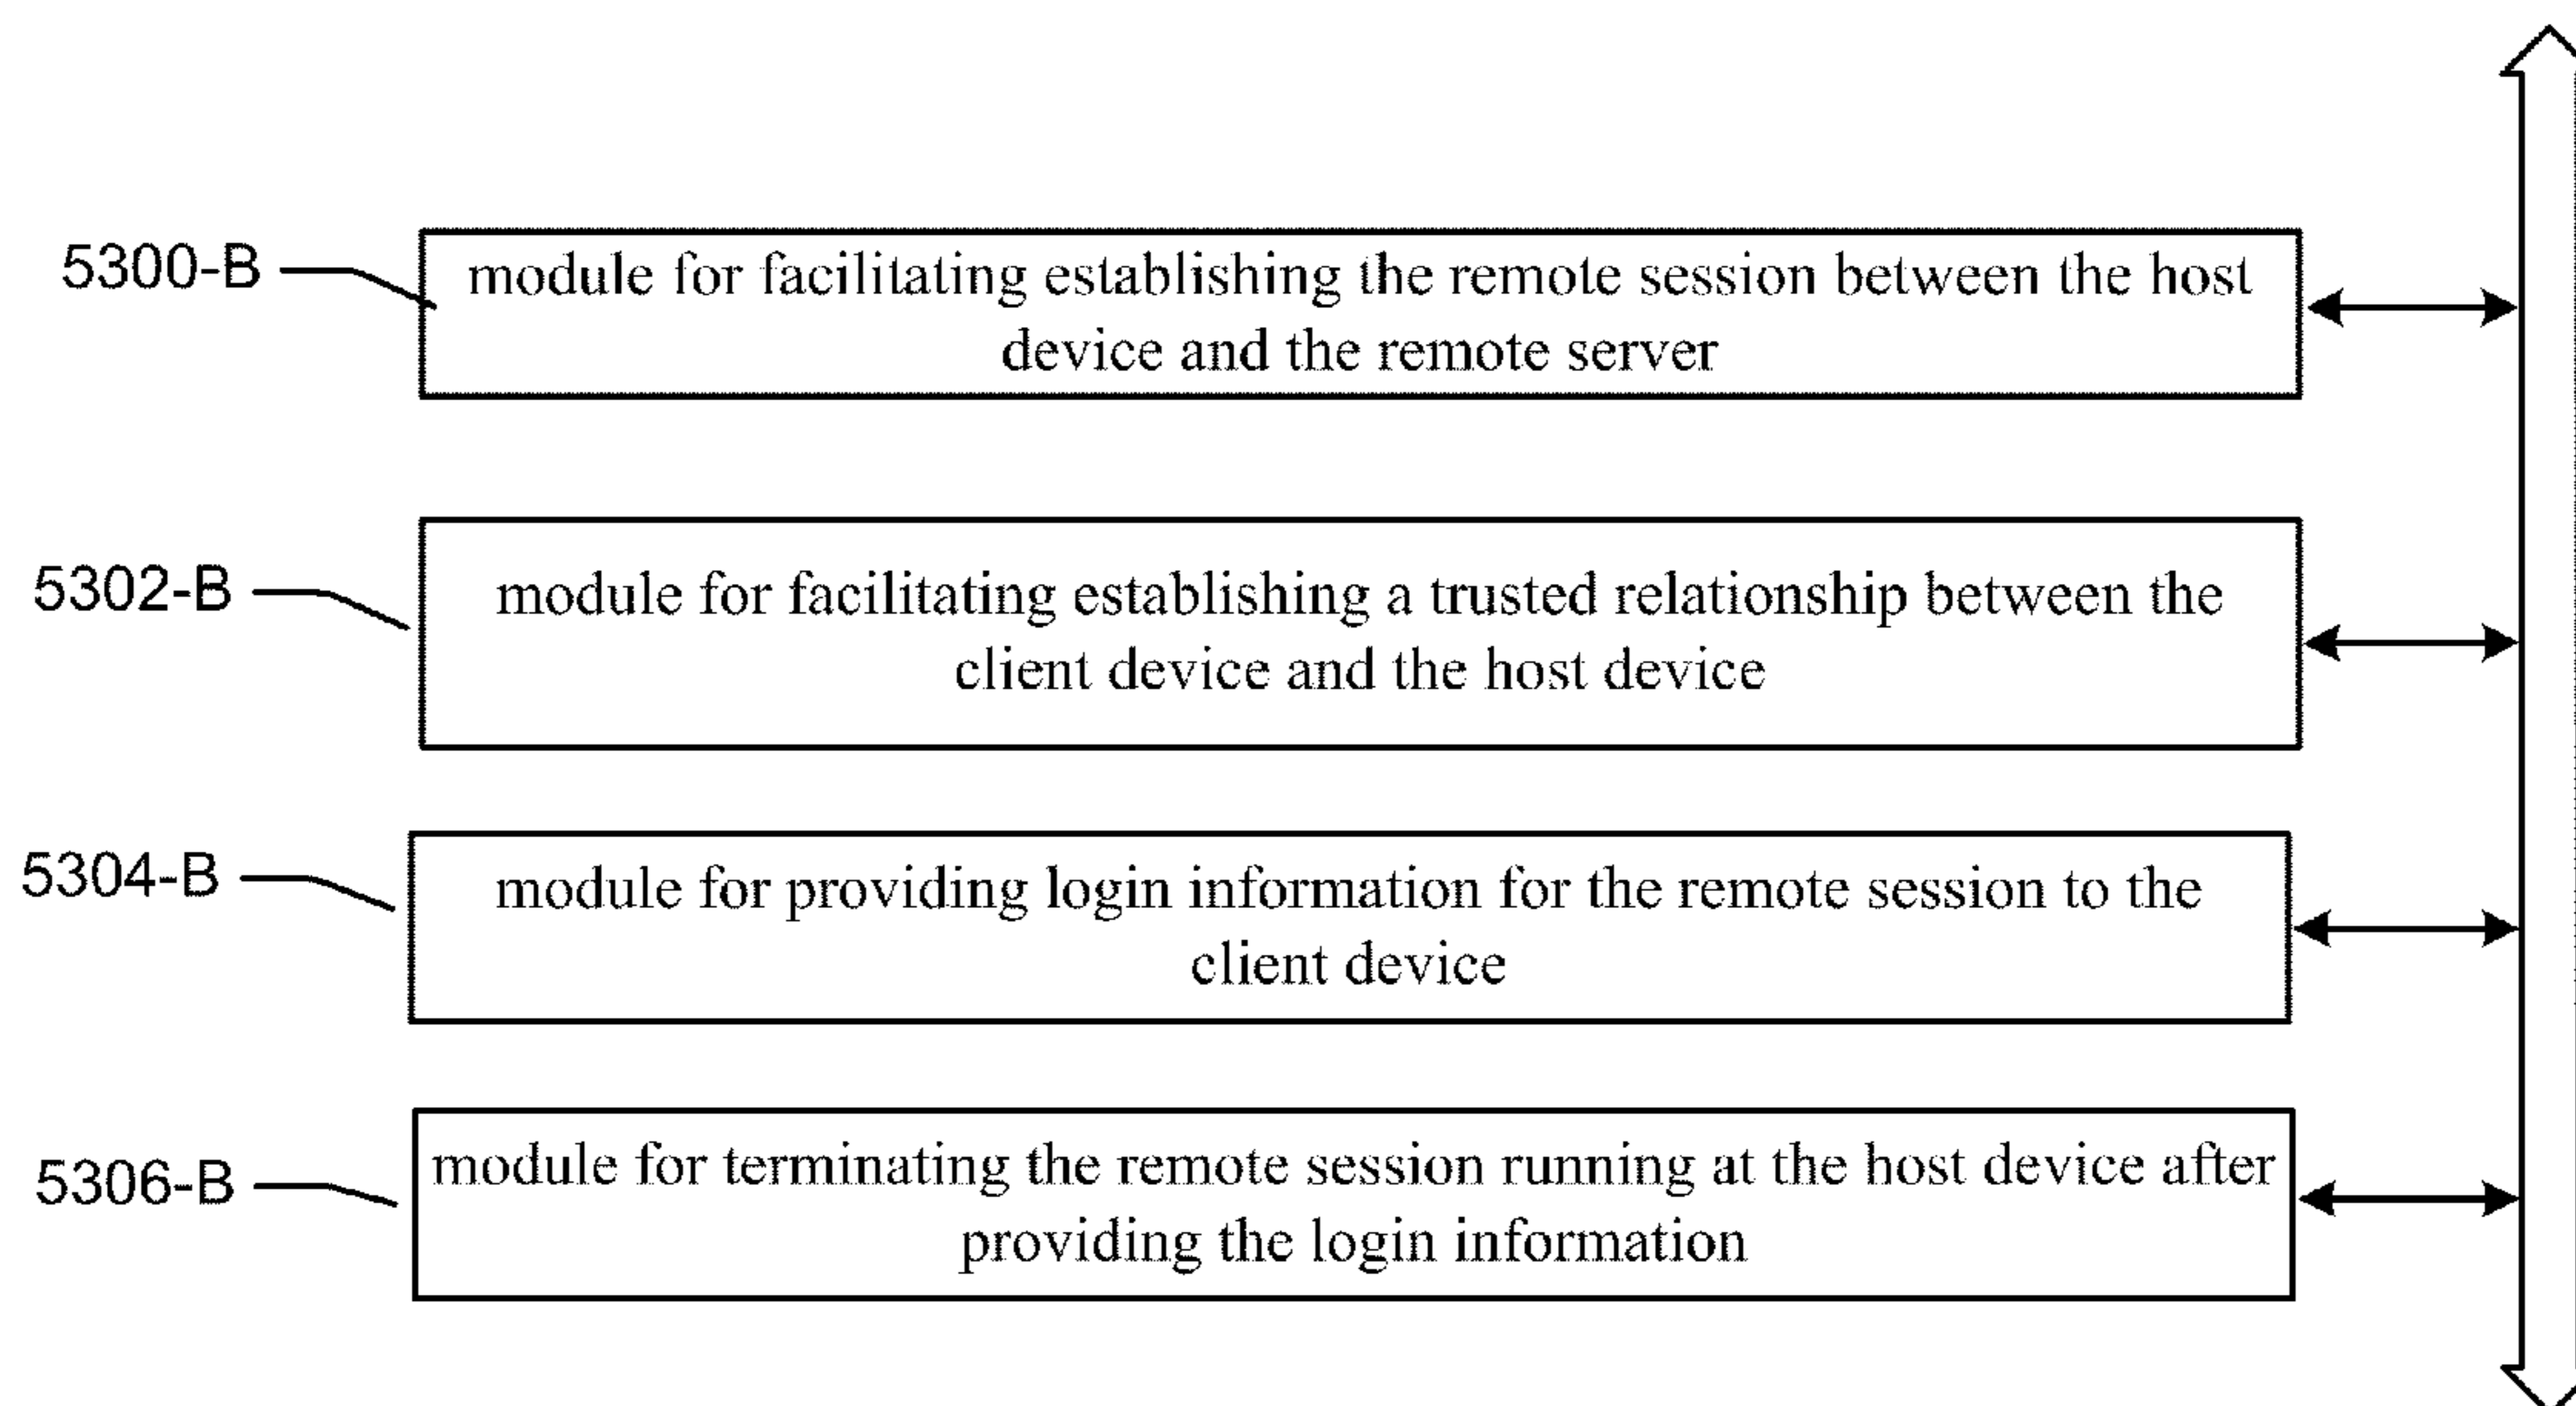 5300-B
module for facilitating establishing the remote session between the host
device and the remote server
5302-B
module for facilitating establishing a trusted relationship between the
client device and the host device
5304-B
module for providing login information for the remote session to the
client device
5306-B
module for terminating the remote session running at the host device after
providing the login information